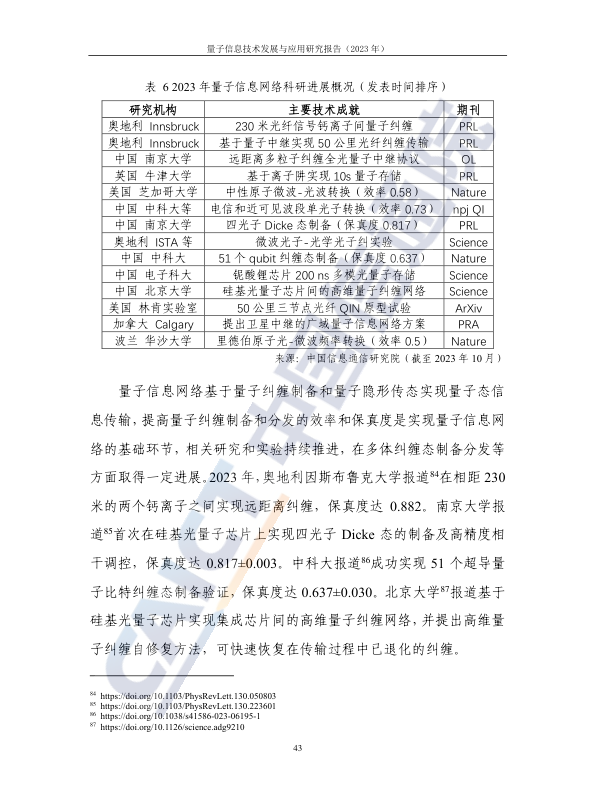 量子信息技术发展与应用研究报告（2023 年）
表 6 2023 年量子信息网络科研进展概况（发表时间排序）
研究机构 主要技术成就 期刊
奥地利 Innsbruck 230 米光纤信号钙离子间量子纠缠 PRL
奥地利 Innsbruck 基于量子中继实现 50 公里光纤纠缠传输 PRL
中国 南京大学 远距离多粒子纠缠全光量子中继协议 OL
英国 牛津大学 基于离子阱实现 10s 量子存储 PRL
美国 芝加哥大学 中性原子微波-光波转换（效率 0.58） Nature
中国 中科大等 电信和近可见波段单光子转换（效率 0.73） npj QI
中国 南京大学 四光子 Dicke 态制备（保真度 0.817） PRL
奥地利 ISTA 等 微波光子-光学光子纠实验 Science
中国 中科大 51 个 qubit 纠缠态制备（保真度 0.637） Nature
中国 电子科大 铌酸锂芯片 200 ns 多模光量子存储 Science
中国 北京大学 硅基光量子芯片间的高维量子纠缠网络 Science
美国 林肯实验室 50 公里三节点光纤 QIN 原型试验 ArXiv
加拿大 Calgary 提出卫星中继的广域量子信息网络方案 PRA
波兰 华沙大学 里德伯原子光-微波频率转换（效率 0.5） Nature
来源：中国信息通信研究院（截至 2023 年 10 月）
量子信息网络基于量子纠缠制备和量子隐形传态实现量子态信
息传输，提高量子纠缠制备和分发的效率和保真度是实现量子信息网
络的基础环节，相关研究和实验持续推进，在多体纠缠态制备分发等
方面取得一定进展。2023 年，奥地利因斯布鲁克大学报道84在相距 230
米的两个钙离子之间实现远距离纠缠，保真度达 0.882。南京大学报
道85首次在硅基光量子芯片上实现四光子 Dicke 态的制备及高精度相
干调控，保真度达 0.817±0.003。中科大报道86成功实现 51 个超导量
子比特纠缠态制备验证，保真度达 0.637±0.030。北京大学87报道基于
硅基光量子芯片实现集成芯片间的高维量子纠缠网络，并提出高维量
子纠缠自修复方法，可快速恢复在传输过程中已退化的纠缠。
84 https://doi.org/10.1103/PhysRevLett.130.050803
85 https://doi.org/10.1103/PhysRevLett.130.223601
86 https://doi.org/10.1038/s41586-023-06195-1
87 https://doi.org/10.1126/science.adg9210
43
CAICT 中国信通院